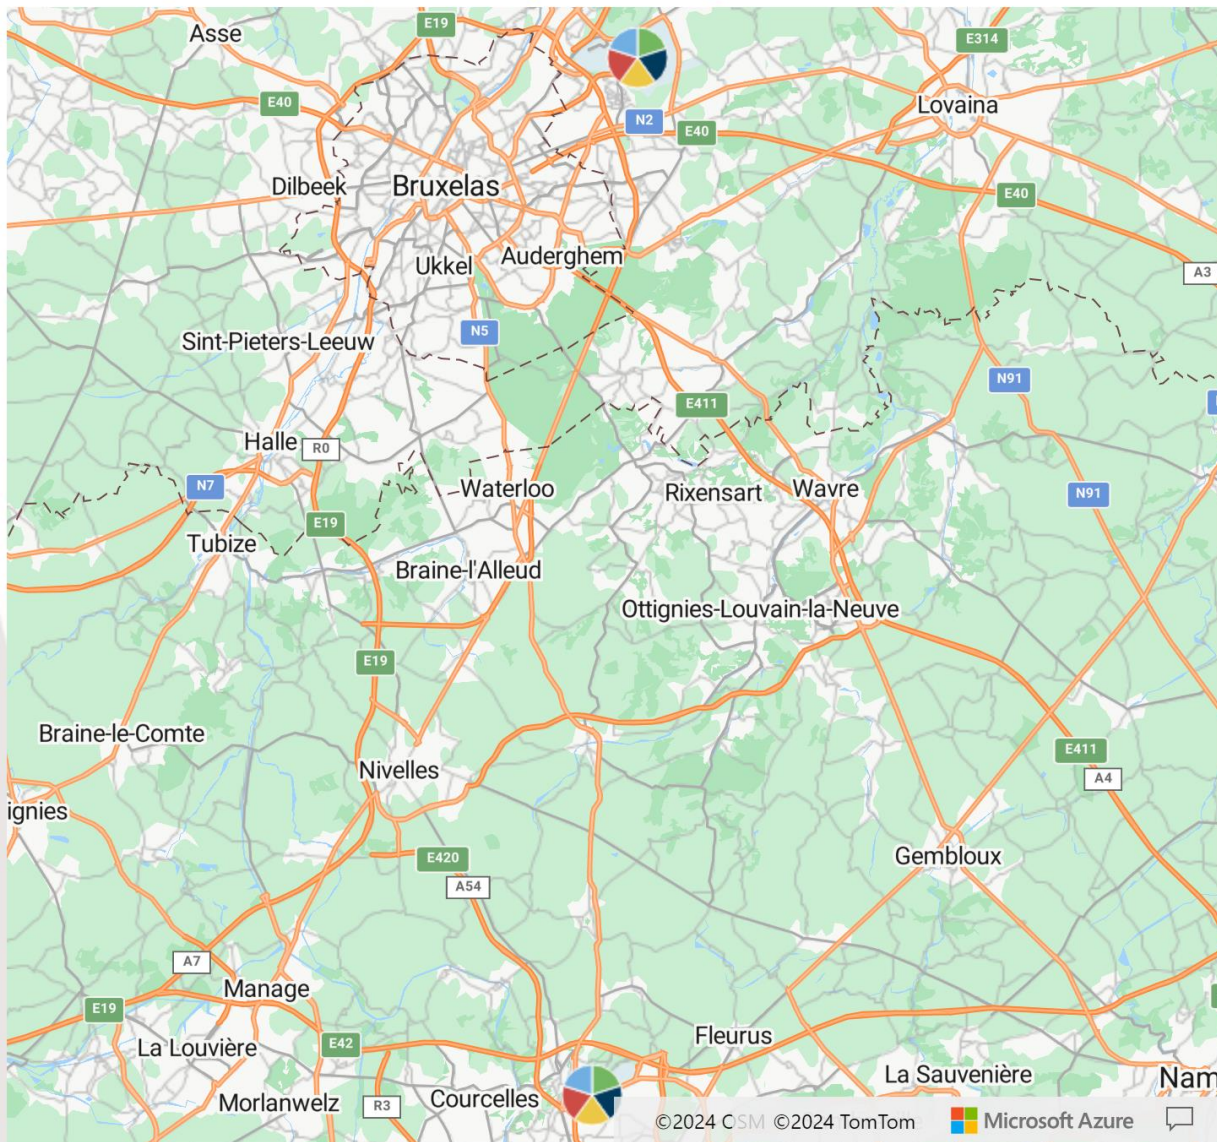 Asse
E19
E314
E40
Lovaina
N2
E40
Dilbeek
Bruxelas
E40
Auderghem
Ukkel
A3
N5
Sint-Pieters-Leeuw
N91
E411
Halle
R0
N7
Waterloo
Rixensart
Wavre
N91
E19
Tubize
Braine-l'Alleud
Ottignies-Louvain-la-Neuve
E19
Braine-le-Comte
E411
Nivelles
A4
ignies
Gembloux
E420
A54
A7
Manage
E19
Fleurus
E42
La Louvière
La Sauvenière
Nam
Courcelles
Morlanwelz
R3
©2024 OSM ©2024 TomTom
Microsoft Azure